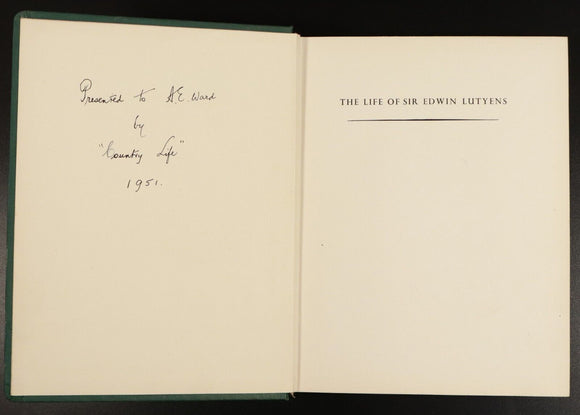 Presented to A E Ward
by
"Country Life"
1951.
THE LIFE OF SIR EDWIN LUTYENS